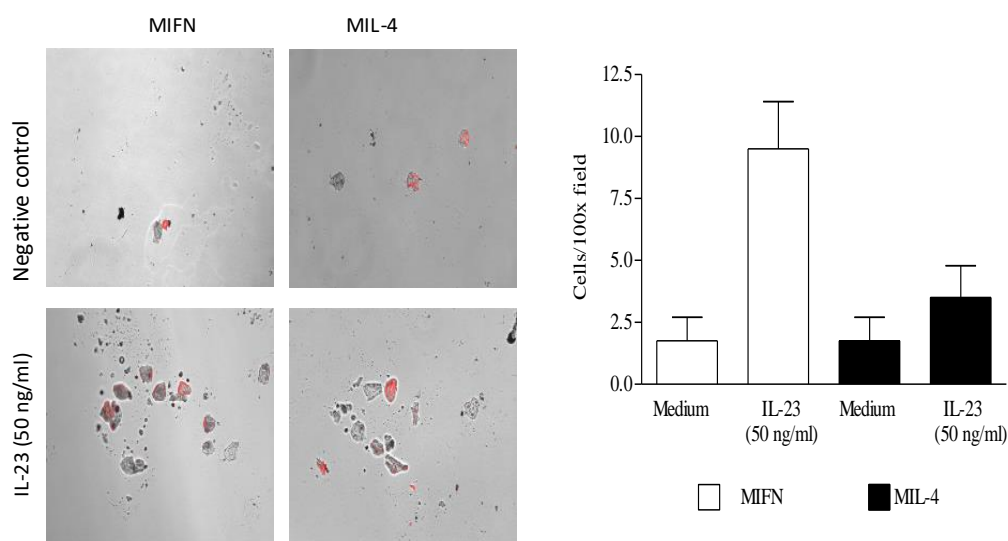 MIFN
MIL-4
Negative control
IL-23 (50 ng/ml)
Cells/100x field
12.5
10.0
7.5
5.0
2.5
0.0
Medium
IL-23
(50 ng/ml)
Medium
IL-23
(50 ng/ml)
MIFN
MIL-4